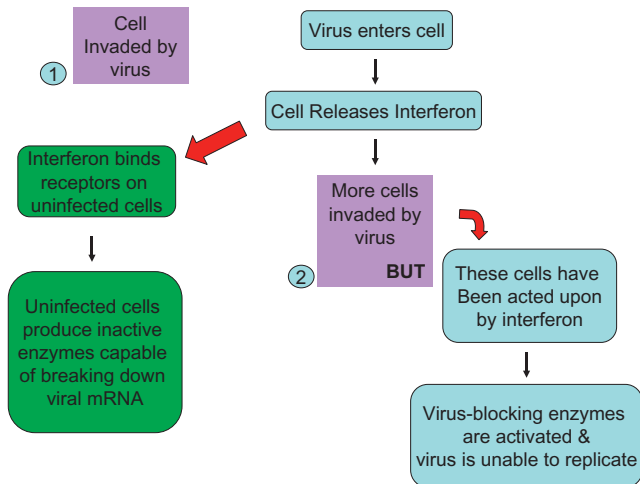 Cell
Invaded by
virus
1
Virus enters cell
Cell Releases Interferon
Interferon binds
receptors on
uninfected cells
Uninfected cells
produce inactive
enzymes capable
of breaking down
viral mRNA
More cells
invaded by
virus
BUT
2
These cells have
Been acted upon
by interferon
Virus-blocking enzymes
are activated &
virus is unable to replicate